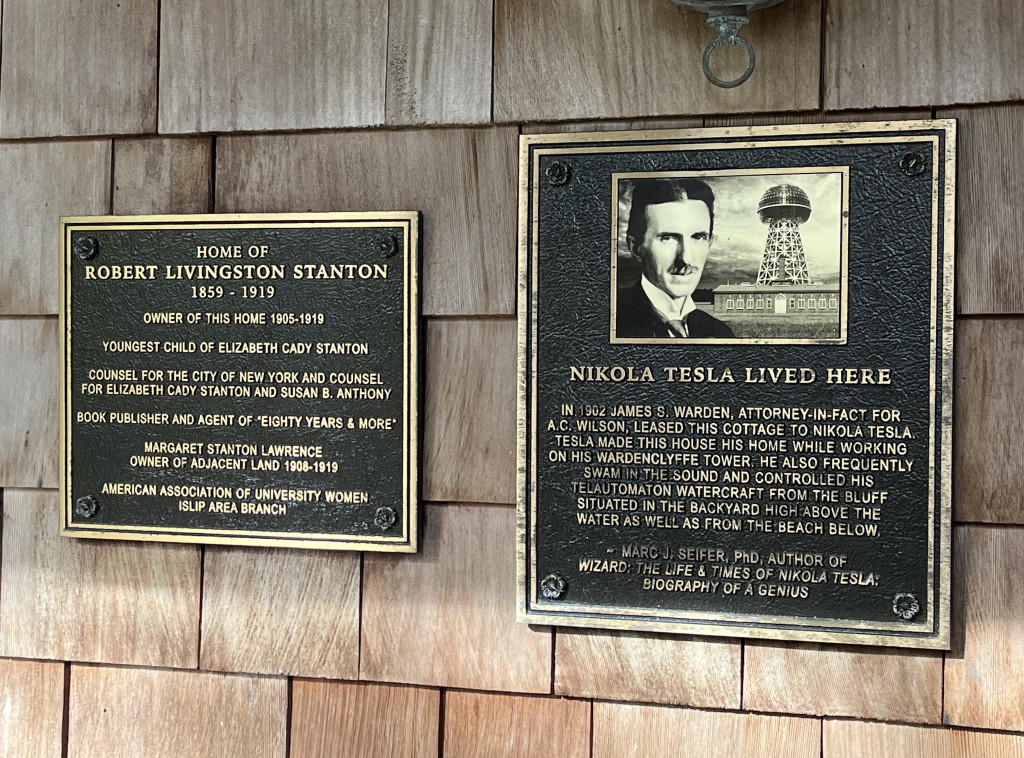 HOME OF
ROBERT LIVINGSTON STANTON
1859 - 1919
OWNER OF THIS HOME 1905-1919
YOUNGEST CHILD OF ELIZABETH CADY STANTON
COUNSEL FOR THE CITY OF NEW YORK AND COUNSEL
FOR ELIZABETH CADY STANTON AND SUSAN B. ANTHONY
BOOK PUBLISHER AND AGENT OF "EIGHTY YEARS & MORE"
MARGARET STANTON LAWRENCE
OWNER OF ADJACENT LAND 1908-1919
AMERICAN ASSOCIATION OF UNIVERSITY WOMEN
ISLIP AREA BRANCH
NIKOLA TESLA LIVED HERE
IN 1902 JAMES S. WARDEN, ATTORNEY-IN-FACT FOR
A.C. WILSON, LEASED THIS COTTAGE TO NIKOLA TESLA.
TESLA MADE THIS HOUSE HIS HOME WHILE WORKING
ON HIS WARDENCLYFFE TOWER. HE ALSO FREQUENTLY
SWAM IN THE SOUND AND CONTROLLED HIS
TELAUTOMATON WATERCRAFT FROM THE BLUFF
SITUATED IN THE BACKYARD HIGH ABOVE THE
WATER AS WELL AS FROM THE BEACH BELOW.
~ MARC J. SEIFER, PhD, AUTHOR OF
WIZARD: THE LIFE & TIMES OF NIKOLA TESLA:
BIOGRAPHY OF A GENIUS